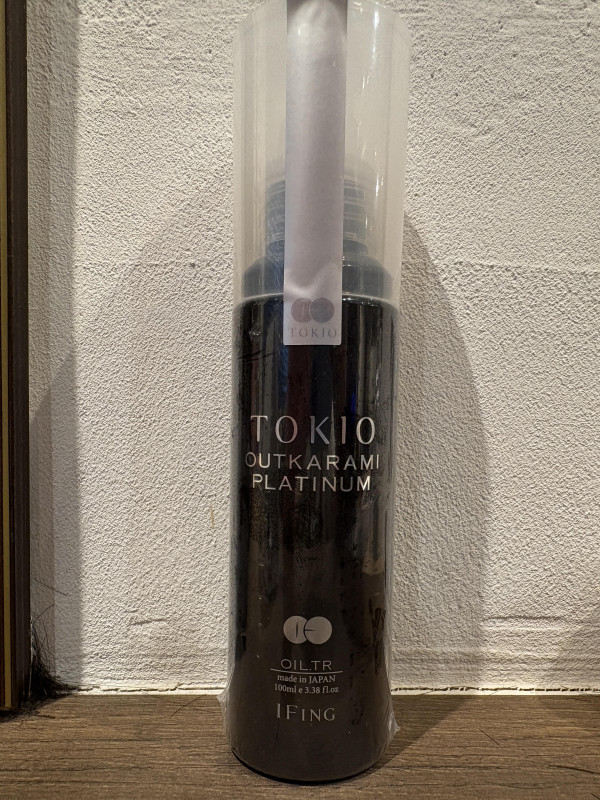 TOKIO
TOKIO
OUTKARAMI
PLATINUM
OIL.TR
made in JAPAN
100ml e 3.38 fl.oz
IFING